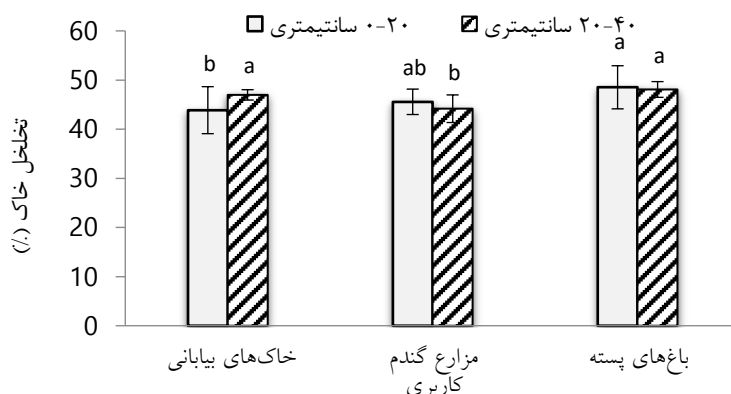 ۰-۲۰ سانتیمتری
۲۰-۴۰ سانتیمتری
تخلخل خاک (٪)
60
50
40
30
20
10
0
b
a
ab
b
a
a
خاک‌های بیابانی
مزارع گندم
باغ‌های پسته
کاربری